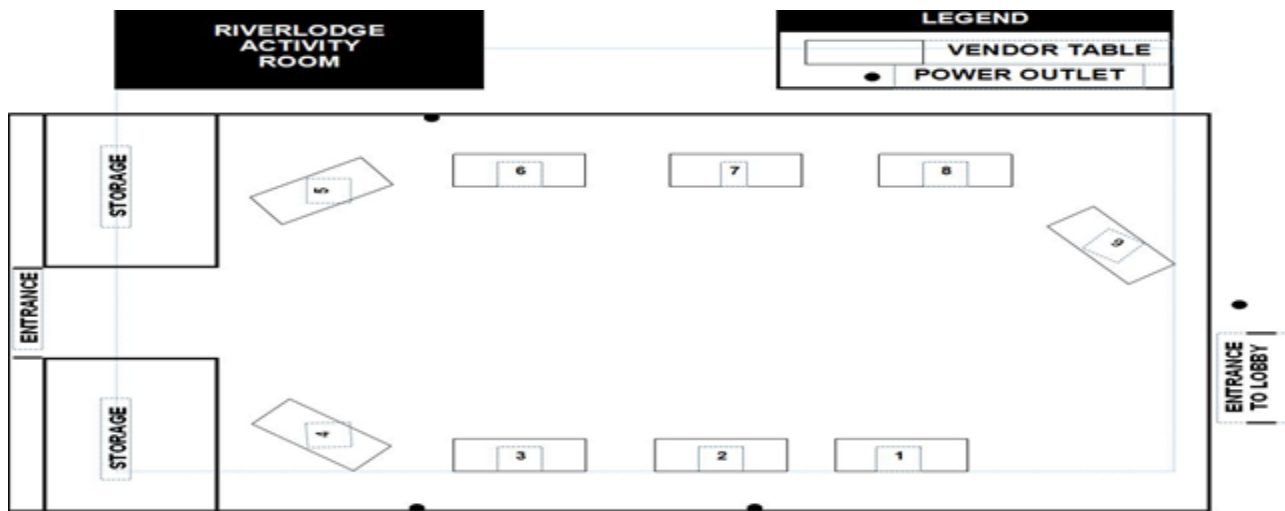 RIVERLODGE
ACTIVITY
ROOM
LEGEND
VENDOR TABLE
POWER OUTLET
STORAGE
5
6
7
8
9
ENTRANCE
ENTRANCE
TO LOBBY
STORAGE
4
3
2
1